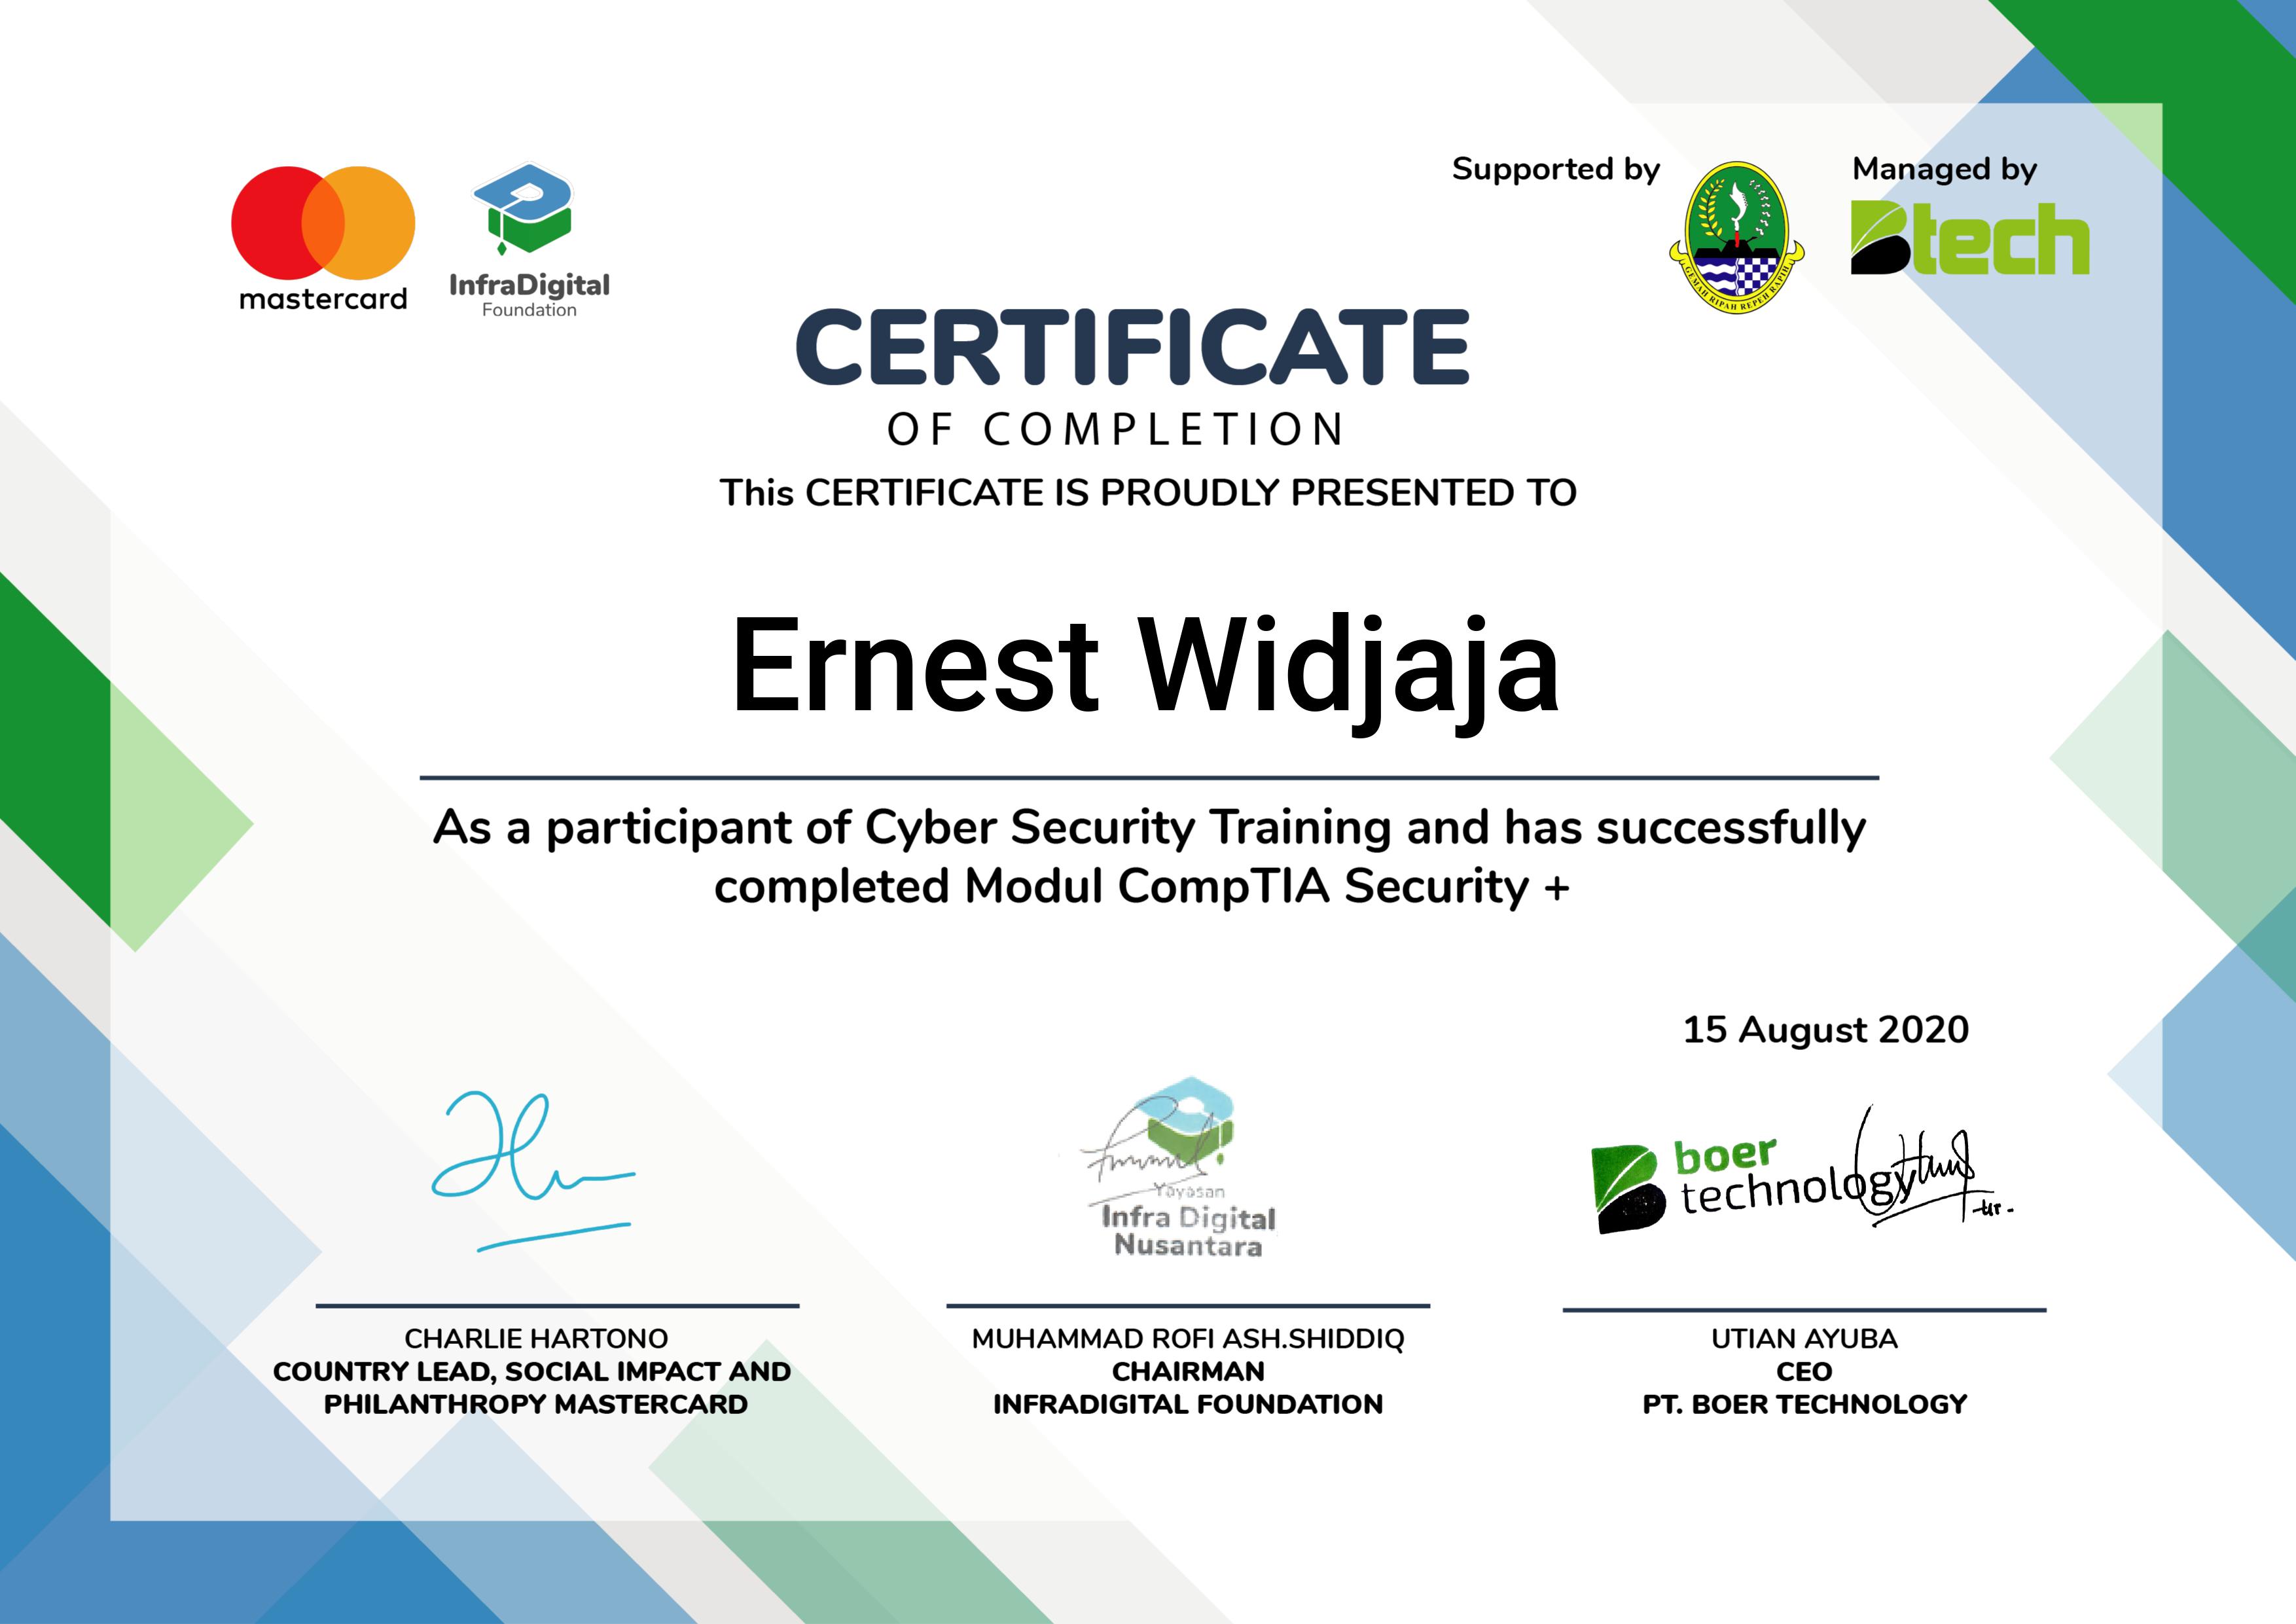 mastercard
InfraDigital
Foundation
Supported by
GEMAH RIPAH REPEH RAPIH
Managed by
Btech
CERTIFICATE
OF COMPLETION
This CERTIFICATE IS PROUDLY PRESENTED TO
Ernest Widjaja
As a participant of Cyber Security Training and has successfully
completed Modul CompTIA Security +
15 August 2020
Yayasan
Infra Digital
Nusantara
boer
technology
CHARLIE HARTONO
COUNTRY LEAD, SOCIAL IMPACT AND
PHILANTHROPY MASTERCARD
MUHAMMAD ROFI ASH.SHIDDIQ
CHAIRMAN
INFRADIGITAL FOUNDATION
UTIAN AYUBA
CEO
PT. BOER TECHNOLOGY